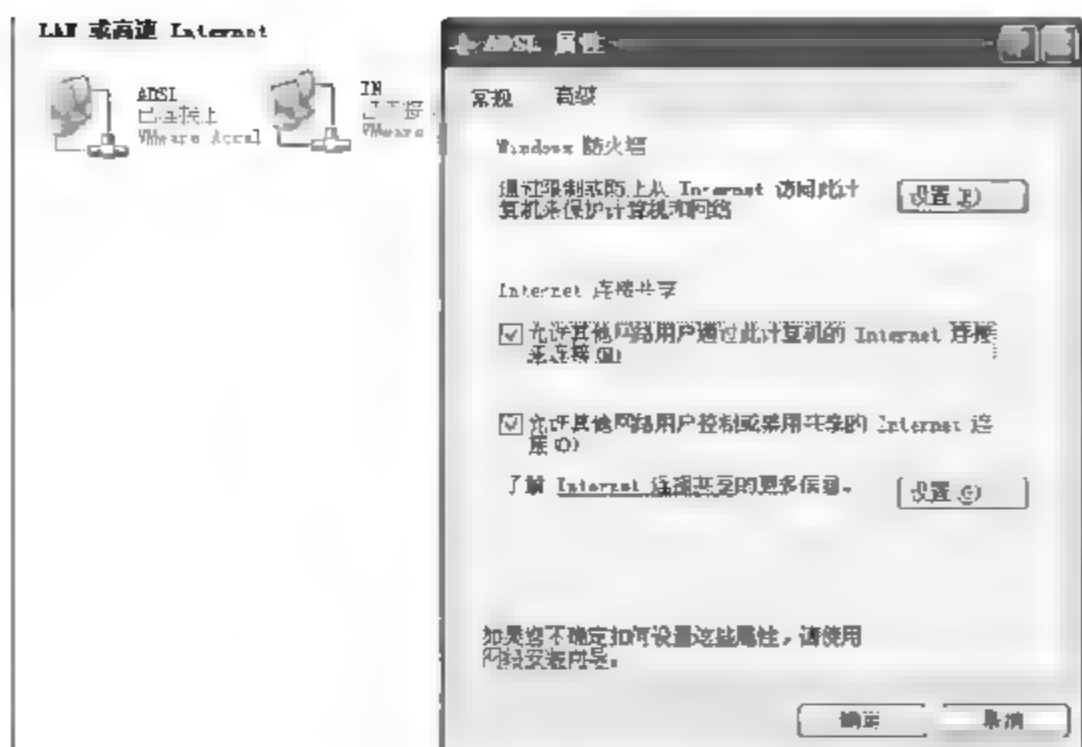 LAN 或高速 Internet
ADSL
已连接上
VMware Accel
IN
已连接
VMware
ADSL 属性
常规 高级
Windows 防火墙
通过限制或防止从 Internet 访问此计
算机来保护计算机和网络
设置(E)
Internet 连接共享
允许其他网络用户通过此计算机的 Internet 连接
来连接(N)
允许其他网络用户控制或禁用共享的 Internet 连
接(O)
了解 Internet 连接共享的更多信息。
设置(G)
如果您不确定如何设置这些属性，请使用
网络安装向导。
确定 取消